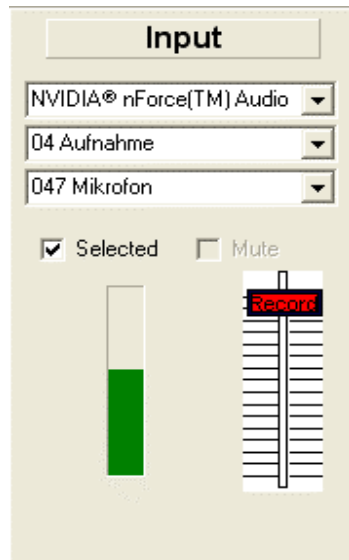 Input
NVIDIA® nForce(TM) Audio
04 Aufnahme
047 Mikrofon
Selected Mute
Record